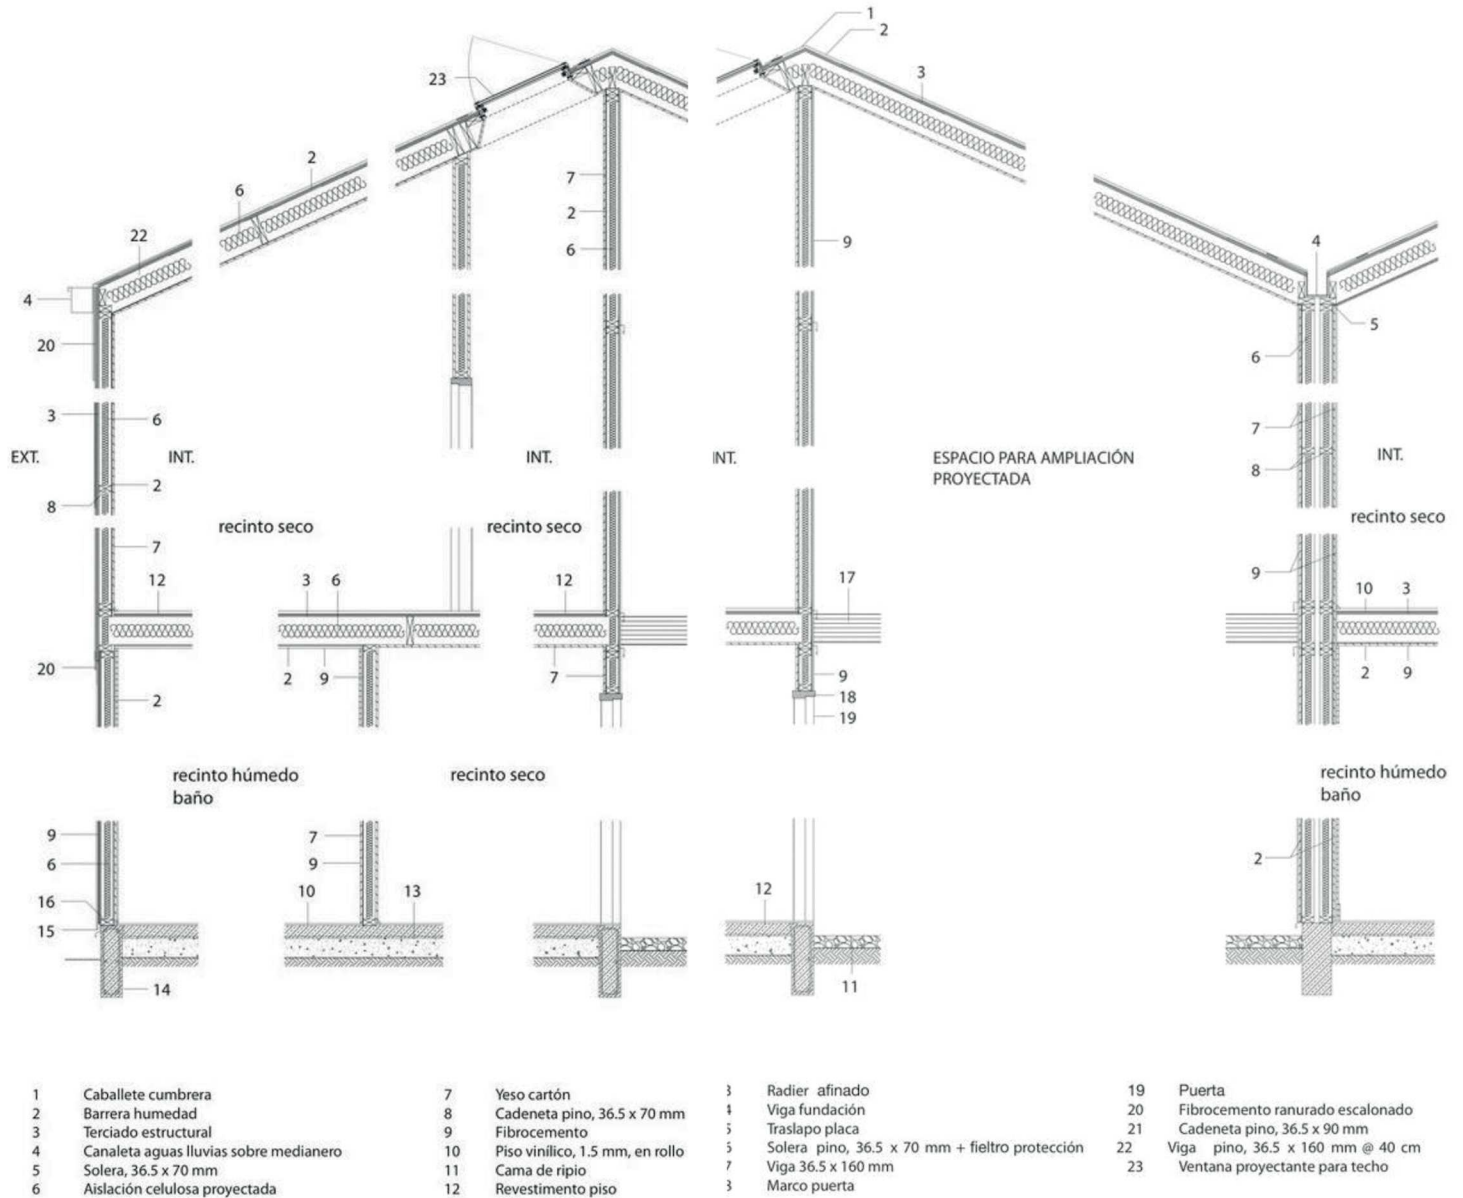 1
2
3
23
2
6
7
2
6
9
22
4
4
20
5
6
3
6
7
EXT.
INT.
INT.
INT.
ESPACIO PARA AMPLIACIÓN
PROYECTADA
INT.
8
2
8
recinto seco
recinto seco
recinto seco
7
9
12
3 6
12
17
10 3
20
2
2 9
7
9
18
19
2 9
recinto húmedo
baño
recinto seco
recinto húmedo
baño
9
6
7
9
2
16
15
10
13
12
14
11
1 Caballete cumbrera
2 Barrera humedad
3 Terciado estructural
4 Canaleta aguas lluvias sobre medianero
5 Solera, 36.5 x 70 mm
6 Aislación celulosa proyectada
7 Yeso cartón
8 Cadeneta pino, 36.5 x 70 mm
9 Fibrocemento
10 Piso vinílico, 1.5 mm, en rollo
11 Cama de ripio
12 Revestimento piso
Radier afinado
Viga fundación
Traslapo placa
Solera pino, 36.5 x 70 mm + fieltro protección
Viga 36.5 x 160 mm
Marco puerta
19 Puerta
20 Fibrocemento ranurado escalonado
21 Cadeneta pino, 36.5 x 90 mm
22 Viga pino, 36.5 x 160 mm @ 40 cm
23 Ventana proyectante para techo